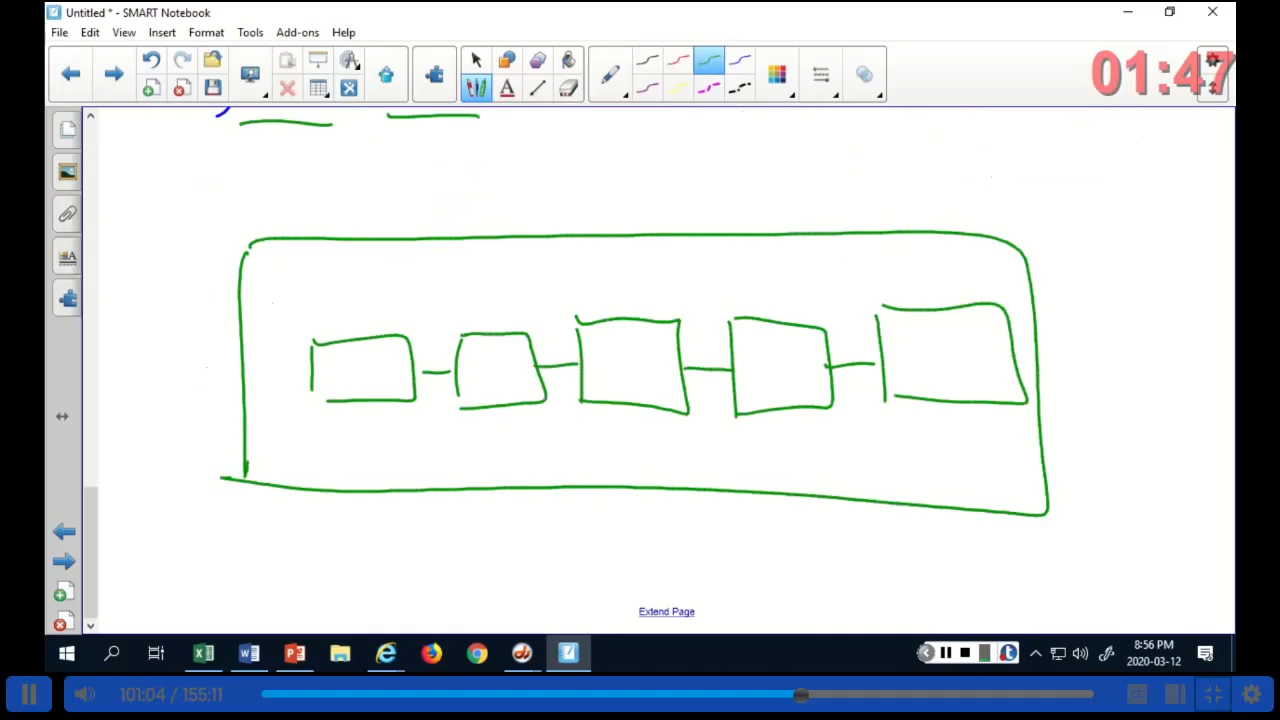 Untitled * - SMART Notebook
File Edit View Insert Format Tools Add-ons Help
01:47
Extend Page
8:56 PM
2020-03-12
101:04 / 155:11